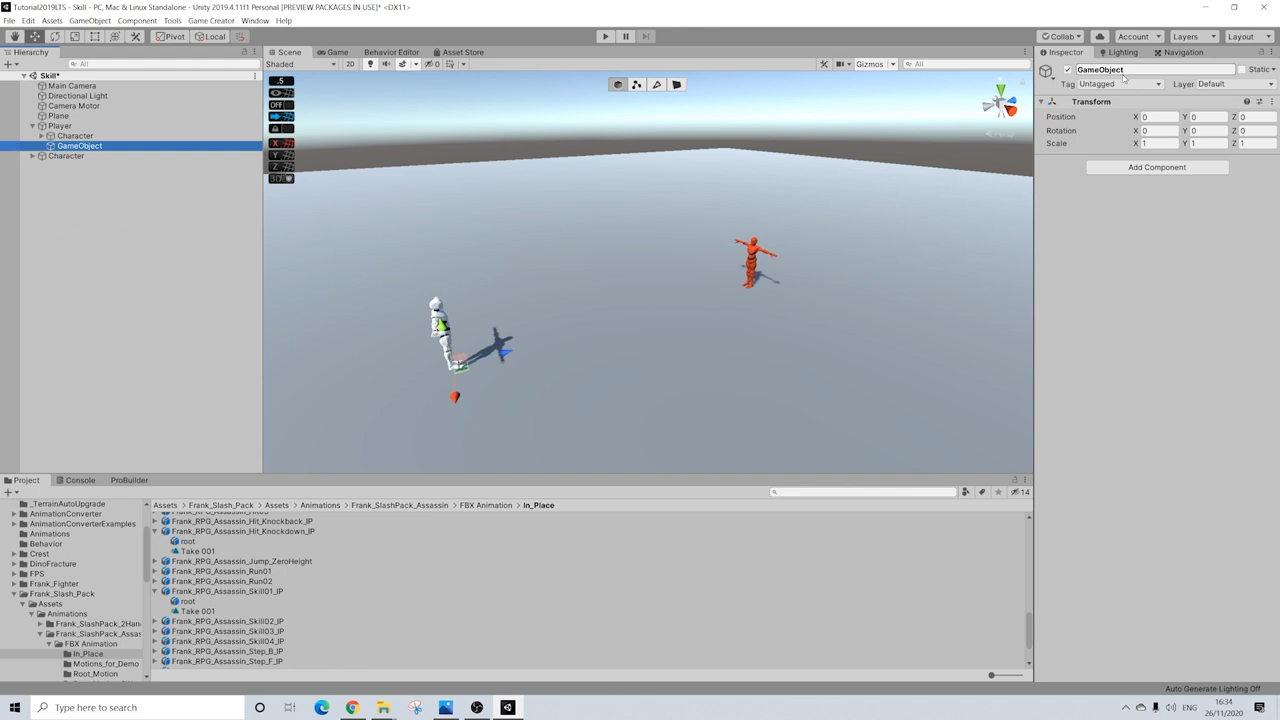 Tutorial2019LTS - Skill - PC, Mac & Linux Standalone - Unity 2019.4.11f1 Personal [PREVIEW PACKAGES IN USE]* <DX11>
File Edit Assets GameObject Component Tools Game Creator Window Help
Pivot Local Collab Account Layers Layout
Hierarchy Scene Game Behavior Editor Asset Store Inspector Lighting Navigation
All Shaded 2D 0 Gizmos All
Skill*
Main Camera
Directional Light
Camera Motor
Plane
Player
Character
GameObject
Character
.5
OFF
X
Y
Z
3D
Persp
GameObject Static
Tag Untagged Layer Default
Transform
Position X 0 Y 0 Z 0
Rotation X 0 Y 0 Z 0
Scale X 1 Y 1 Z 1
Add Component
Project Console ProBuilder
14
_TerrainAutoUpgrade
AnimationConverter
AnimationConverterExamples
Animations
Behavior
Crest
DinoFracture
FPS
Frank_Fighter
Frank_Slash_Pack
Assets
Animations
Frank_SlashPack_2Han
Frank_SlashPack_Assa
FBX Animation
In_Place
Motions_for_Demo
Root_Motion
Assets Frank_Slash_Pack Assets Animations Frank_SlashPack_Assassin FBX Animation In_Place
Frank_RPG_Assassin_Hit_Knockback_IP
Frank_RPG_Assassin_Hit_Knockdown_IP
root
Take 001
Frank_RPG_Assassin_Jump_ZeroHeight
Frank_RPG_Assassin_Run01
Frank_RPG_Assassin_Run02
Frank_RPG_Assassin_Skill01_IP
root
Take 001
Frank_RPG_Assassin_Skill02_IP
Frank_RPG_Assassin_Skill03_IP
Frank_RPG_Assassin_Skill04_IP
Frank_RPG_Assassin_Step_B_IP
Frank_RPG_Assassin_Step_F_IP
Auto Generate Lighting Off
Type here to search
ENG
16:34
26/11/2020